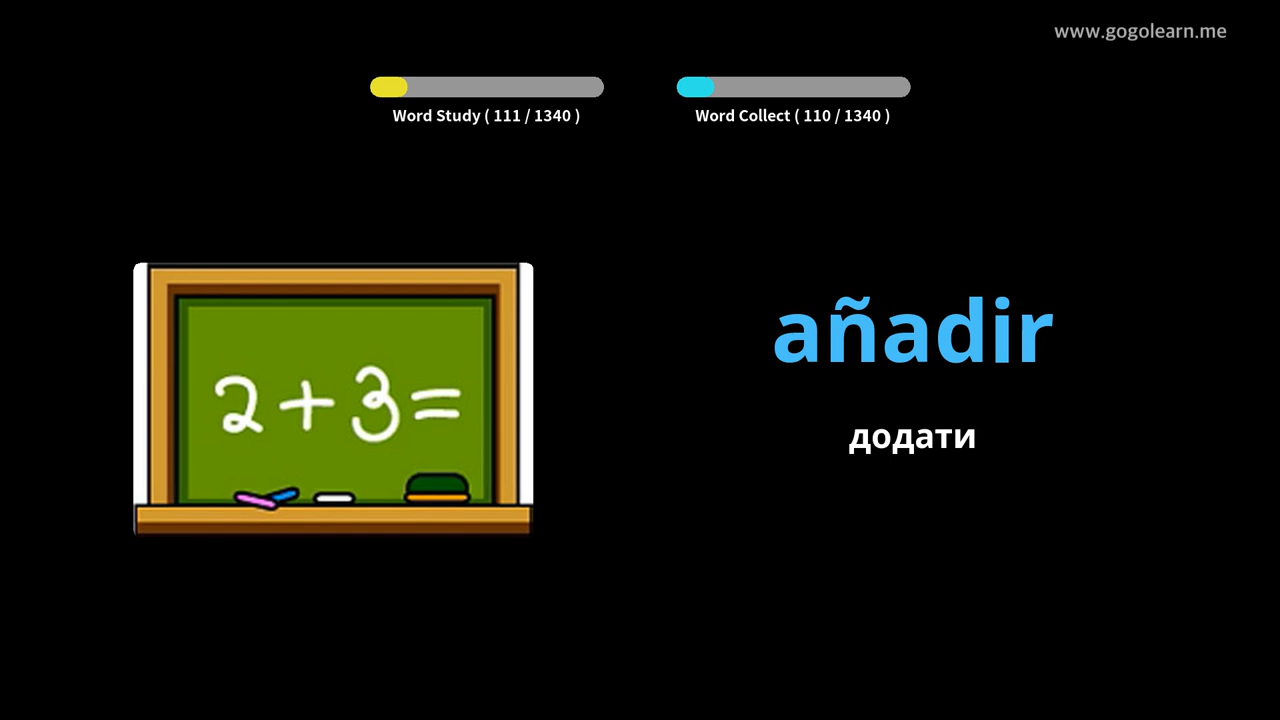 www.gogolearn.me
Word Study ( 111 / 1340 )
Word Collect ( 110 / 1340 )
2 + 3 =
añadir
додати